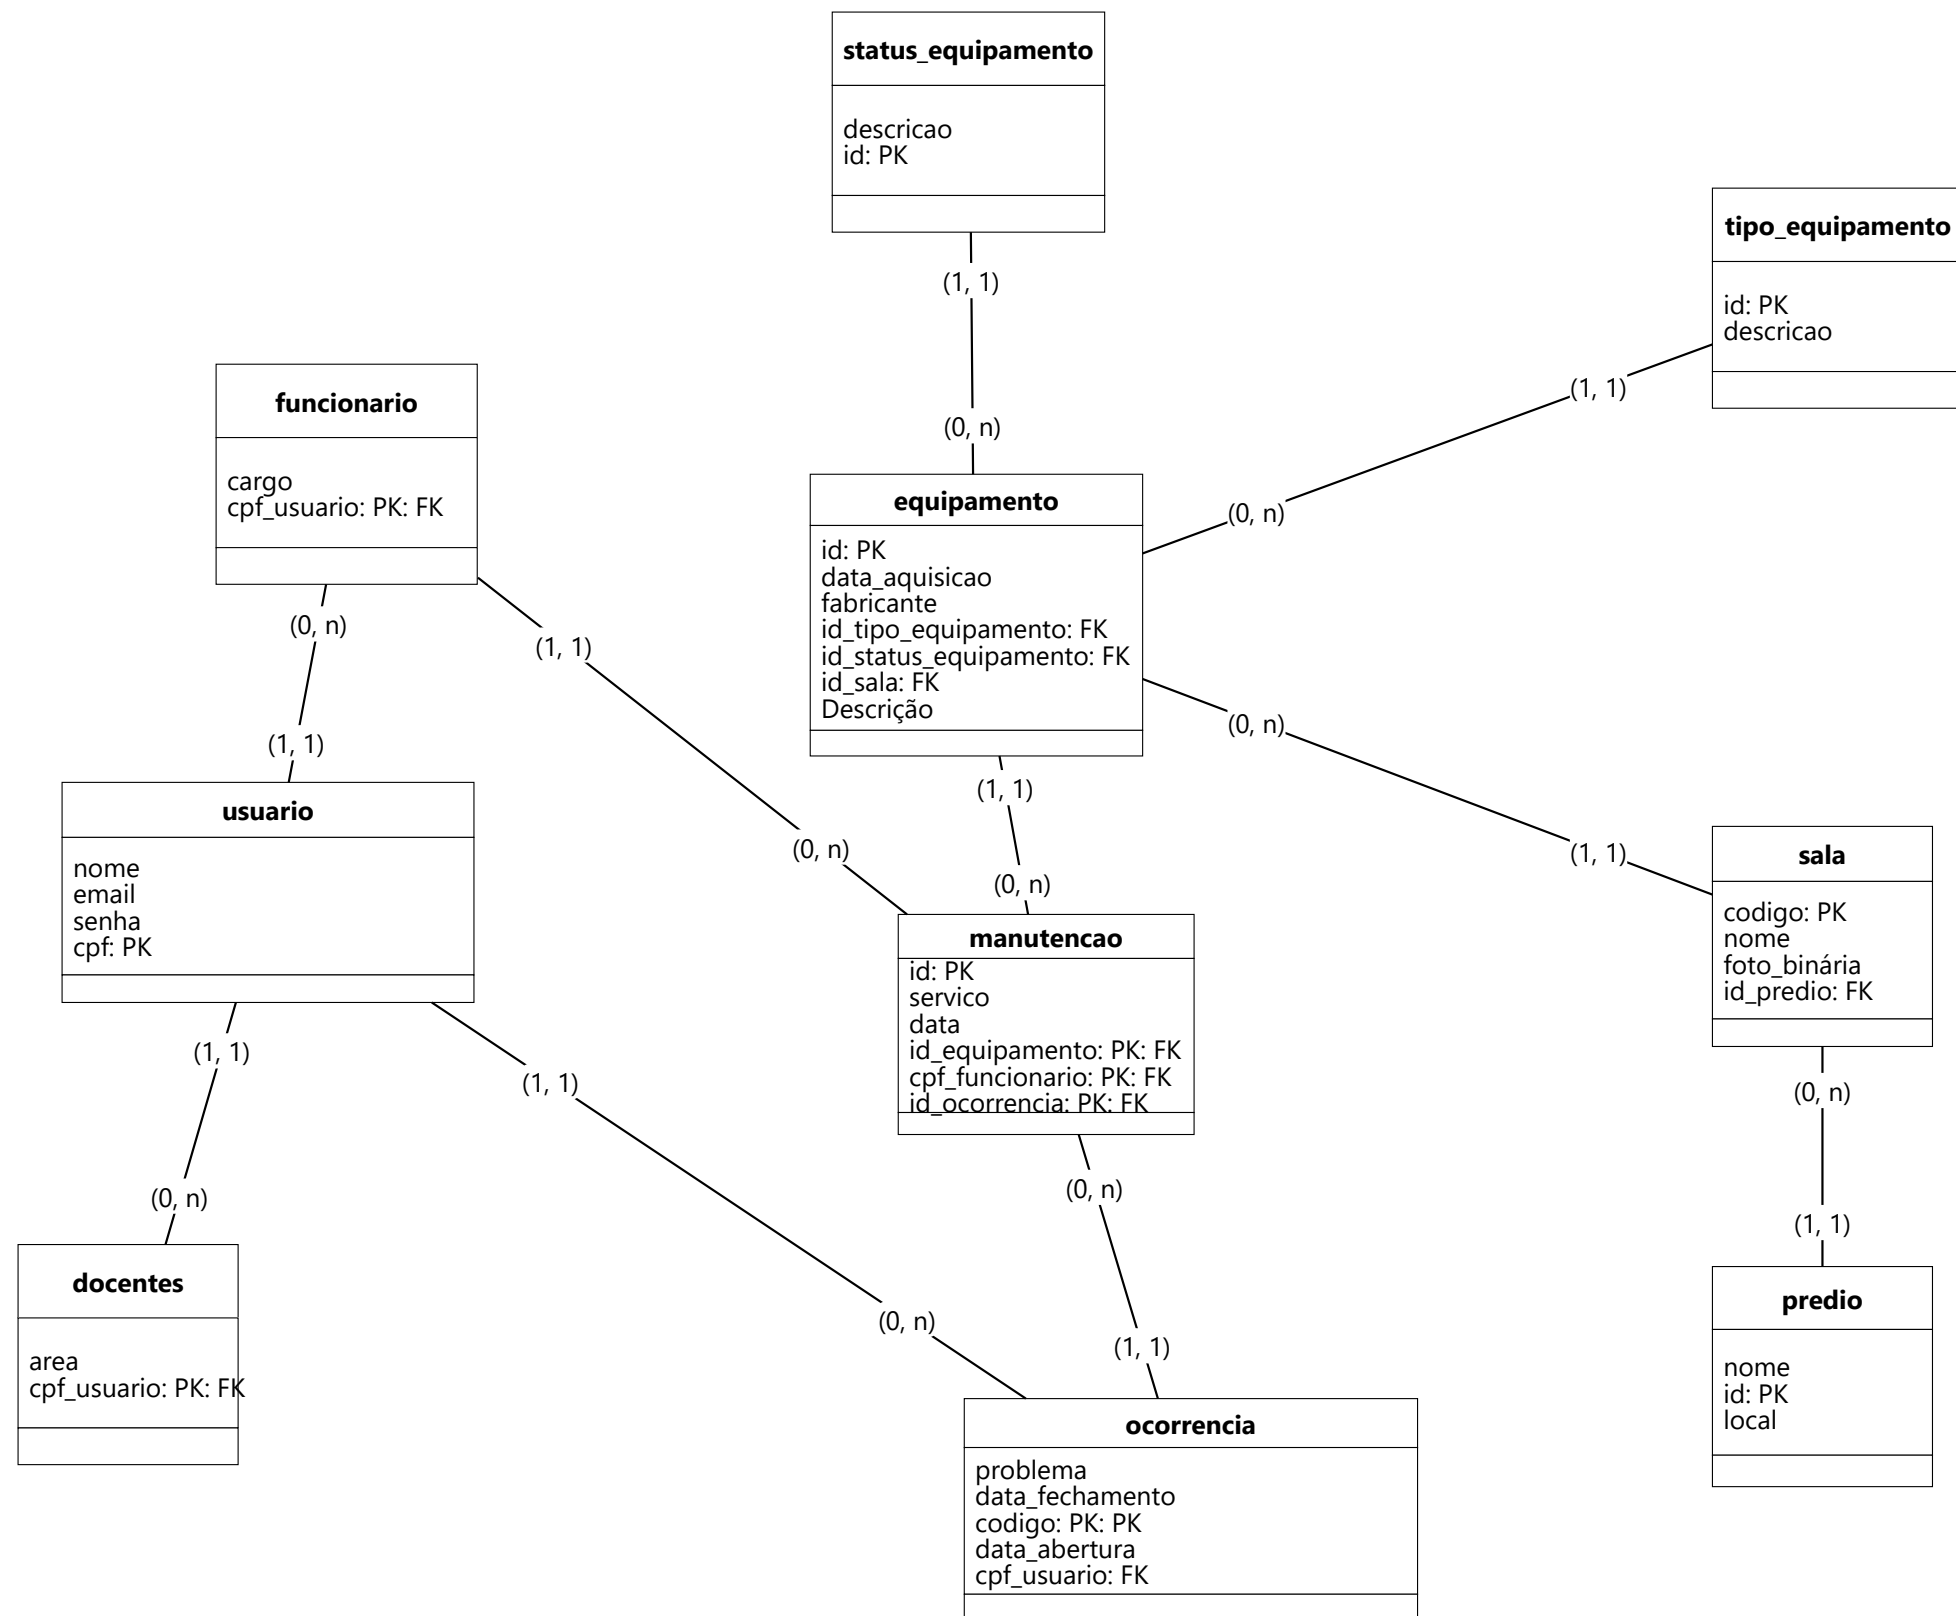 status_equipamento
descricao
id: PK
tipo_equipamento
id: PK
descricao
(1, 1)
(0, n)
(1, 1)
(0, n)
funcionario
cargo
cpf_usuario: PK: FK
equipamento
id: PK
data_aquisicao
fabricante
id_tipo_equipamento: FK
id_status_equipamento: FK
id_sala: FK
Descrição
(0, n)
(1, 1)
(1, 1)
(0, n)
(0, n)
(1, 1)
(1, 1)
(0, n)
usuario
nome
email
senha
cpf: PK
manutencao
id: PK
servico
data
id_equipamento: PK: FK
cpf_funcionario: PK: FK
id_ocorrencia: PK: FK
sala
codigo: PK
nome
foto_binária
id_predio: FK
(1, 1)
(0, n)
(1, 1)
(0, n)
(0, n)
(1, 1)
(0, n)
(1, 1)
docentes
area
cpf_usuario: PK: FK
ocorrencia
problema
data_fechamento
codigo: PK: PK
data_abertura
cpf_usuario: FK
predio
nome
id: PK
local